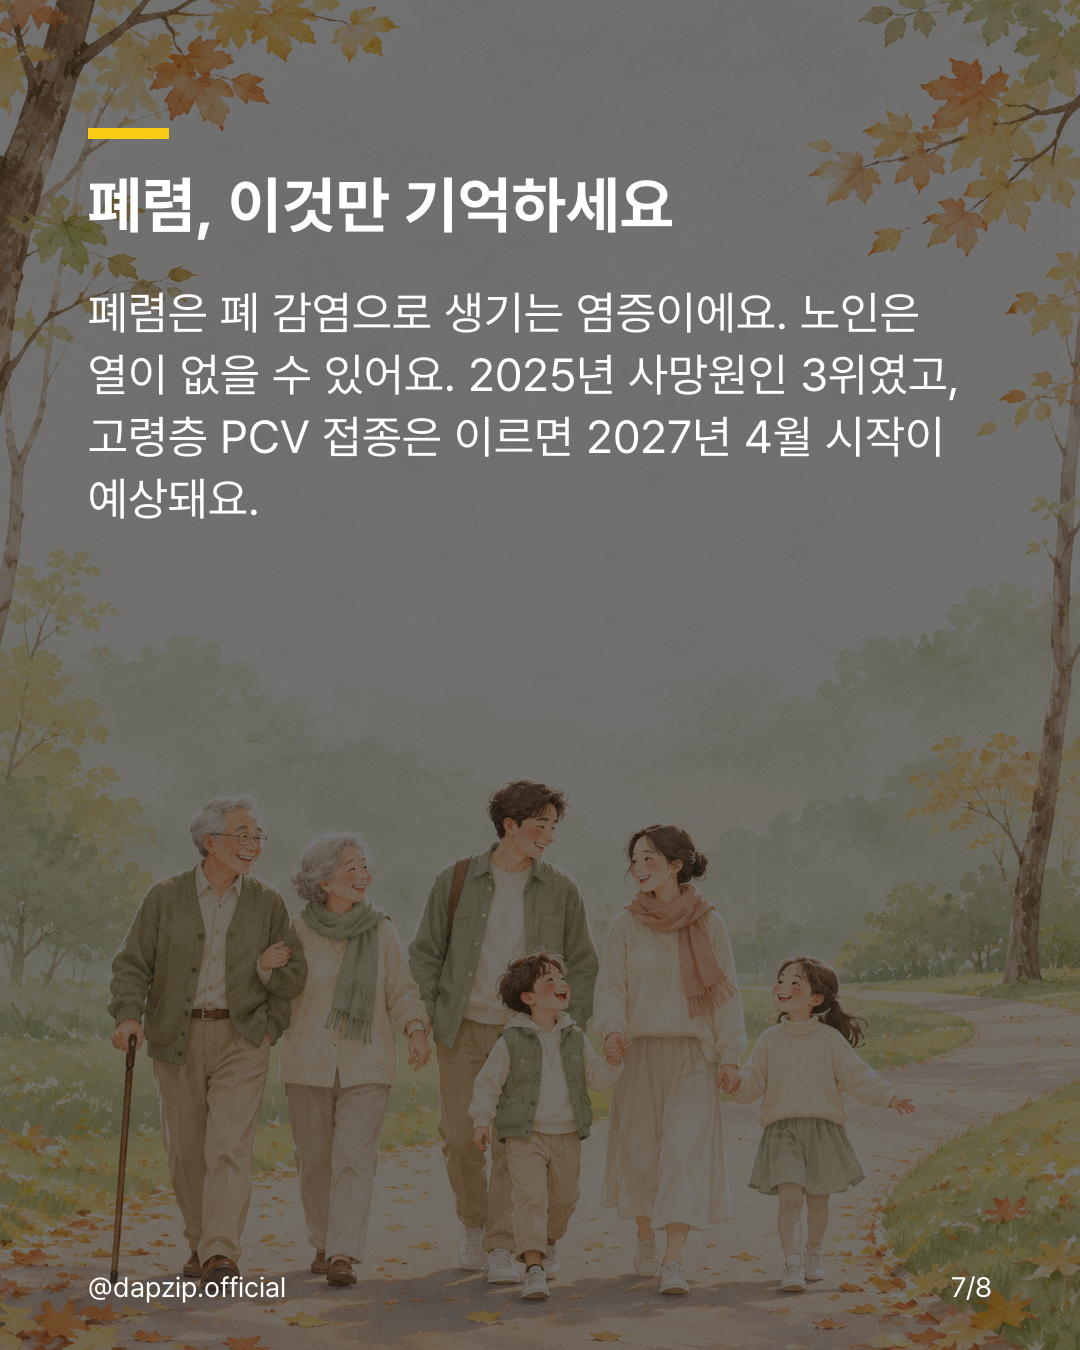 폐렴, 이것만 기억하세요
폐렴은 폐 감염으로 생기는 염증이에요. 노인은
열이 없을 수 있어요. 2025년 사망원인 3위였고,
고령층 PCV 접종은 이르면 2027년 4월 시작이
예상돼요.
@dapzip.official
7/8